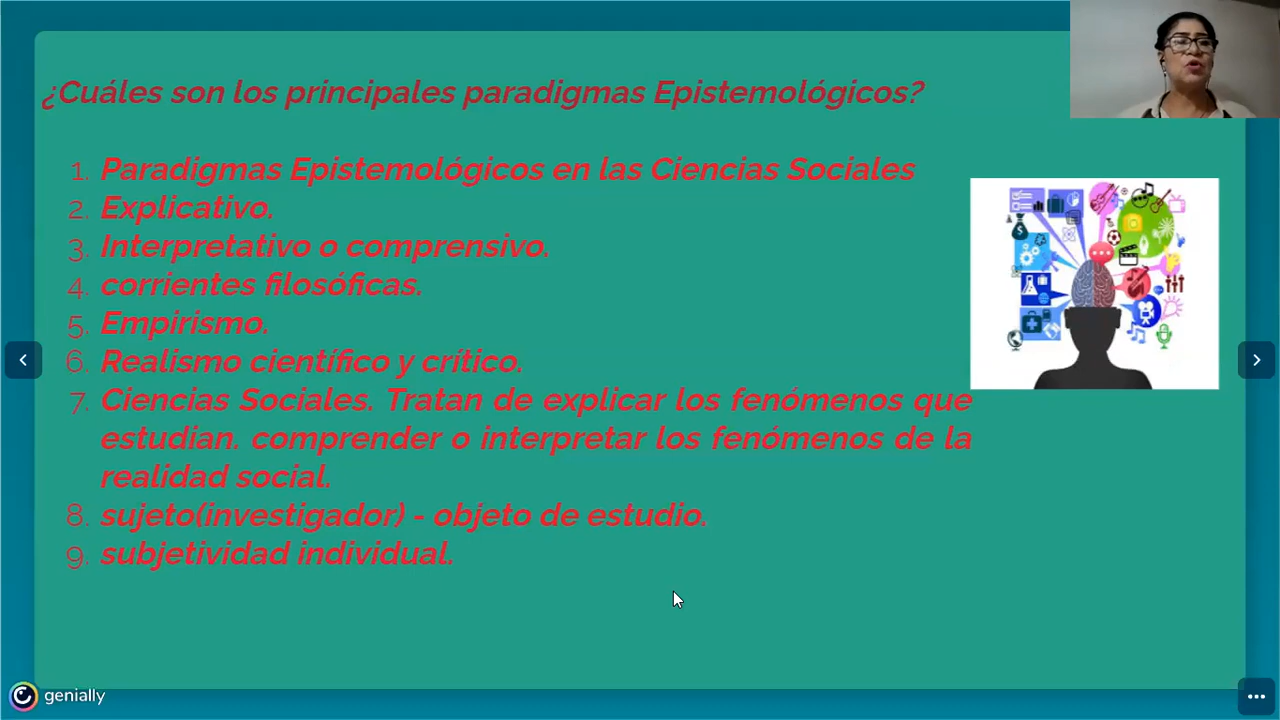 ¿Cuáles son los principales paradigmas Epistemológicos?
1. Paradigmas Epistemológicos en las Ciencias Sociales
2. Explicativo.
3. Interpretativo o comprensivo.
4. corrientes filosóficas.
5. Empirismo.
6. Realismo científico y crítico.
7. Ciencias Sociales. Tratan de explicar los fenómenos que
estudian. comprender o interpretar los fenómenos de la
realidad social.
8. sujeto(investigador) - objeto de estudio.
9. subjetividad individual.
genially